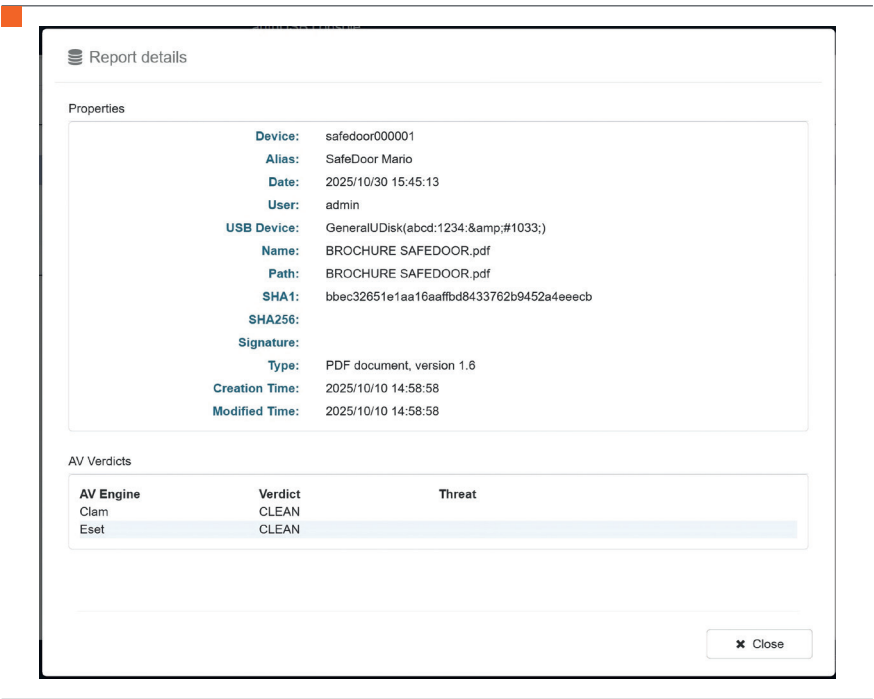 Report details
Properties
Device: safedoor000001
Alias: SafeDoor Mario
Date: 2025/10/30 15:45:13
User: admin
USB Device: GeneralUDisk(abcd:1234:&amp;#1033;)
Name: BROCHURE SAFEDOOR.pdf
Path: BROCHURE SAFEDOOR.pdf
SHA1: bbec32651e1aa16aaffbd8433762b9452a4eeecb
SHA256:
Signature:
Type: PDF document, version 1.6
Creation Time: 2025/10/10 14:58:58
Modified Time: 2025/10/10 14:58:58
AV Verdicts
AV Engine Verdict Threat
Clam CLEAN
Eset CLEAN
✖ Close